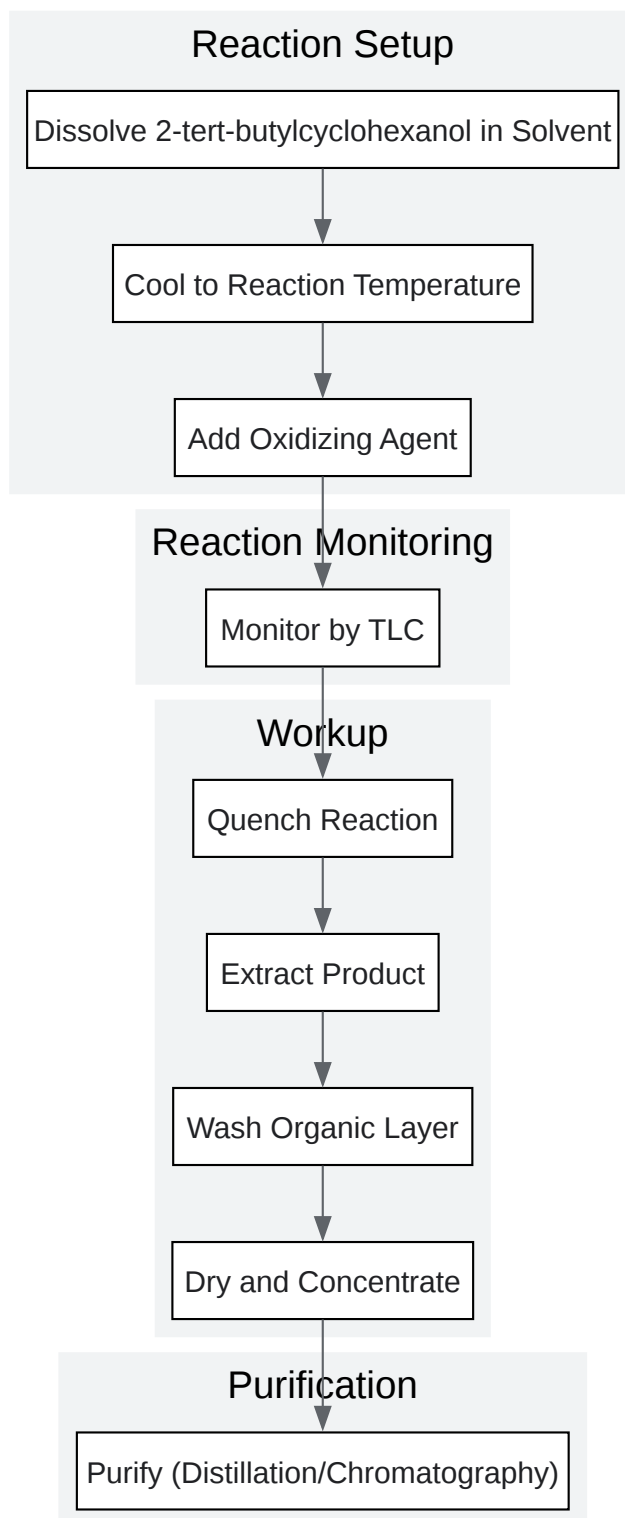 Reaction Setup
Dissolve 2-tert-butylcyclohexanol in Solvent
Cool to Reaction Temperature
Add Oxidizing Agent
Reaction Monitoring
Monitor by TLC
Workup
Quench Reaction
Extract Product
Wash Organic Layer
Dry and Concentrate
Purification
Purify (Distillation/Chromatography)